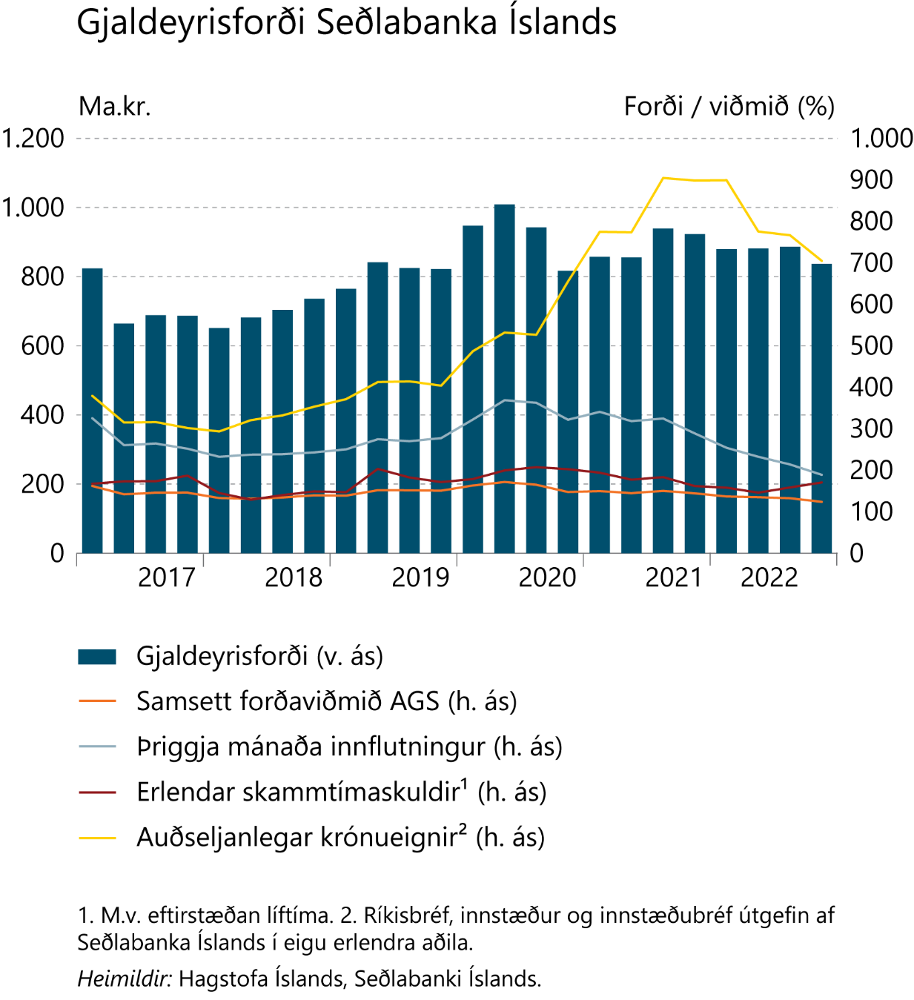 Gjaldeyrisforði Seðlabanka Íslands
Ma.kr.
Forði / viðmið (%)
1.200
1.000
800
600
400
200
0
1.000
900
800
700
600
500
400
300
200
100
0
2017 2018 2019 2020 2021 2022
Gjaldeyrisforði (v. ás)
Samsett forðaviðmið AGS (h. ás)
Þriggja mánaða innflutningur (h. ás)
Erlendar skammtímaskuldir¹ (h. ás)
Auðseljanlegar krónueignir² (h. ás)
1. M.v. eftirstæðan líftíma. 2. Ríkisbréf, innstæður og innstæðubréf útgefin af
Seðlabanka Íslands í eigu erlendra aðila.
Heimildir: Hagstofa Íslands, Seðlabanki Íslands.